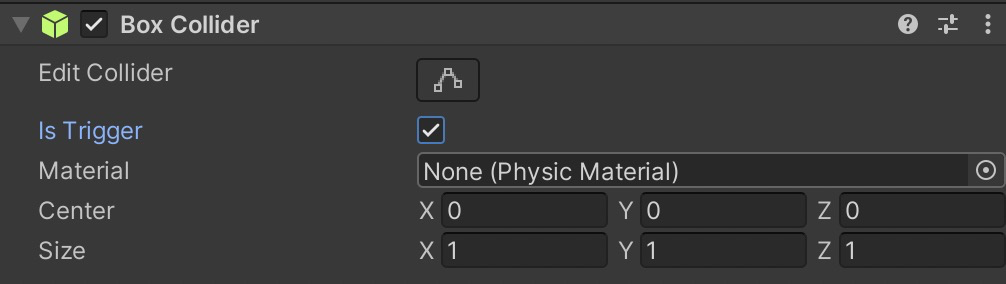 Box Collider
Edit Collider
Is Trigger
Material None (Physic Material)
Center X 0 Y 0 Z 0
Size X 1 Y 1 Z 1